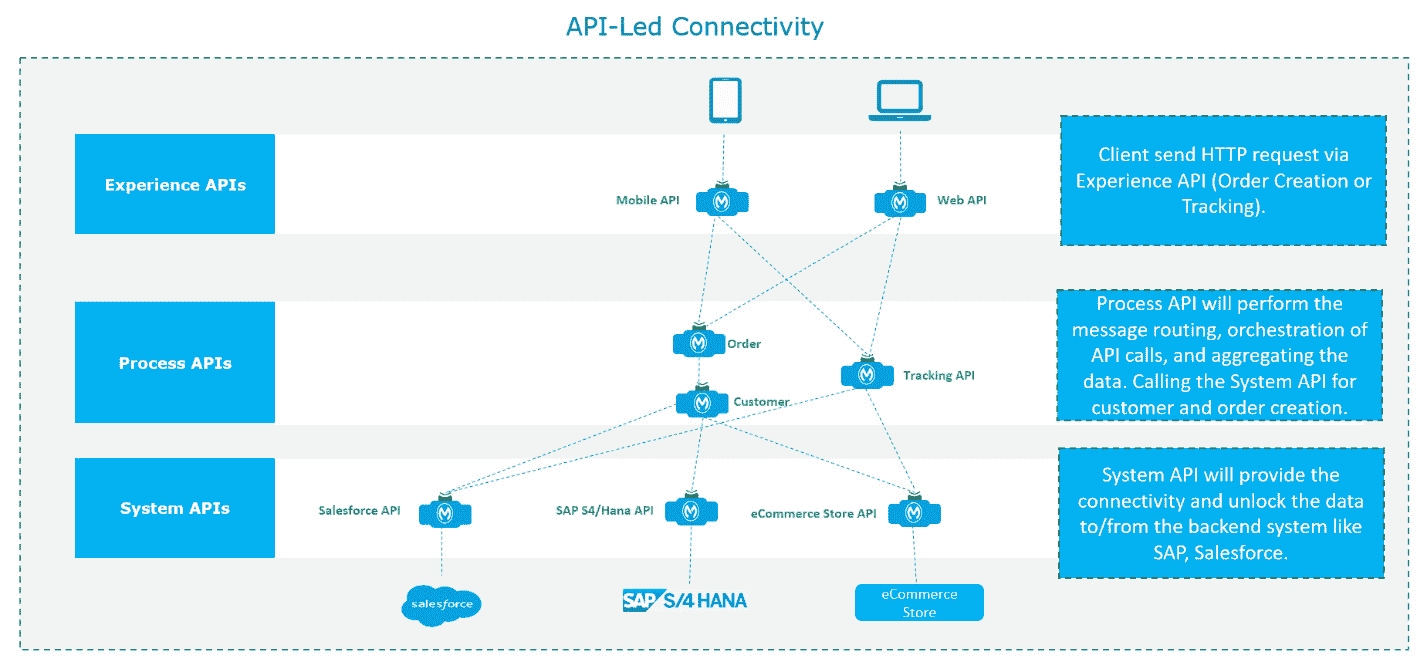 API-Led Connectivity
Experience APIs
Mobile API
Web API
Client send HTTP request via
Experience API (Order Creation or
Tracking).
Process APIs
Order
Customer
Tracking API
Process API will perform the
message routing, orchestration of
API calls, and aggregating the
data. Calling the System API for
customer and order creation.
System APIs
Salesforce API
SAP S4/Hana API
eCommerce Store API
System API will provide the
connectivity and unlock the data
to/from the backend system like
SAP, Salesforce.
salesforce
SAP S/4 HANA
eCommerce
Store